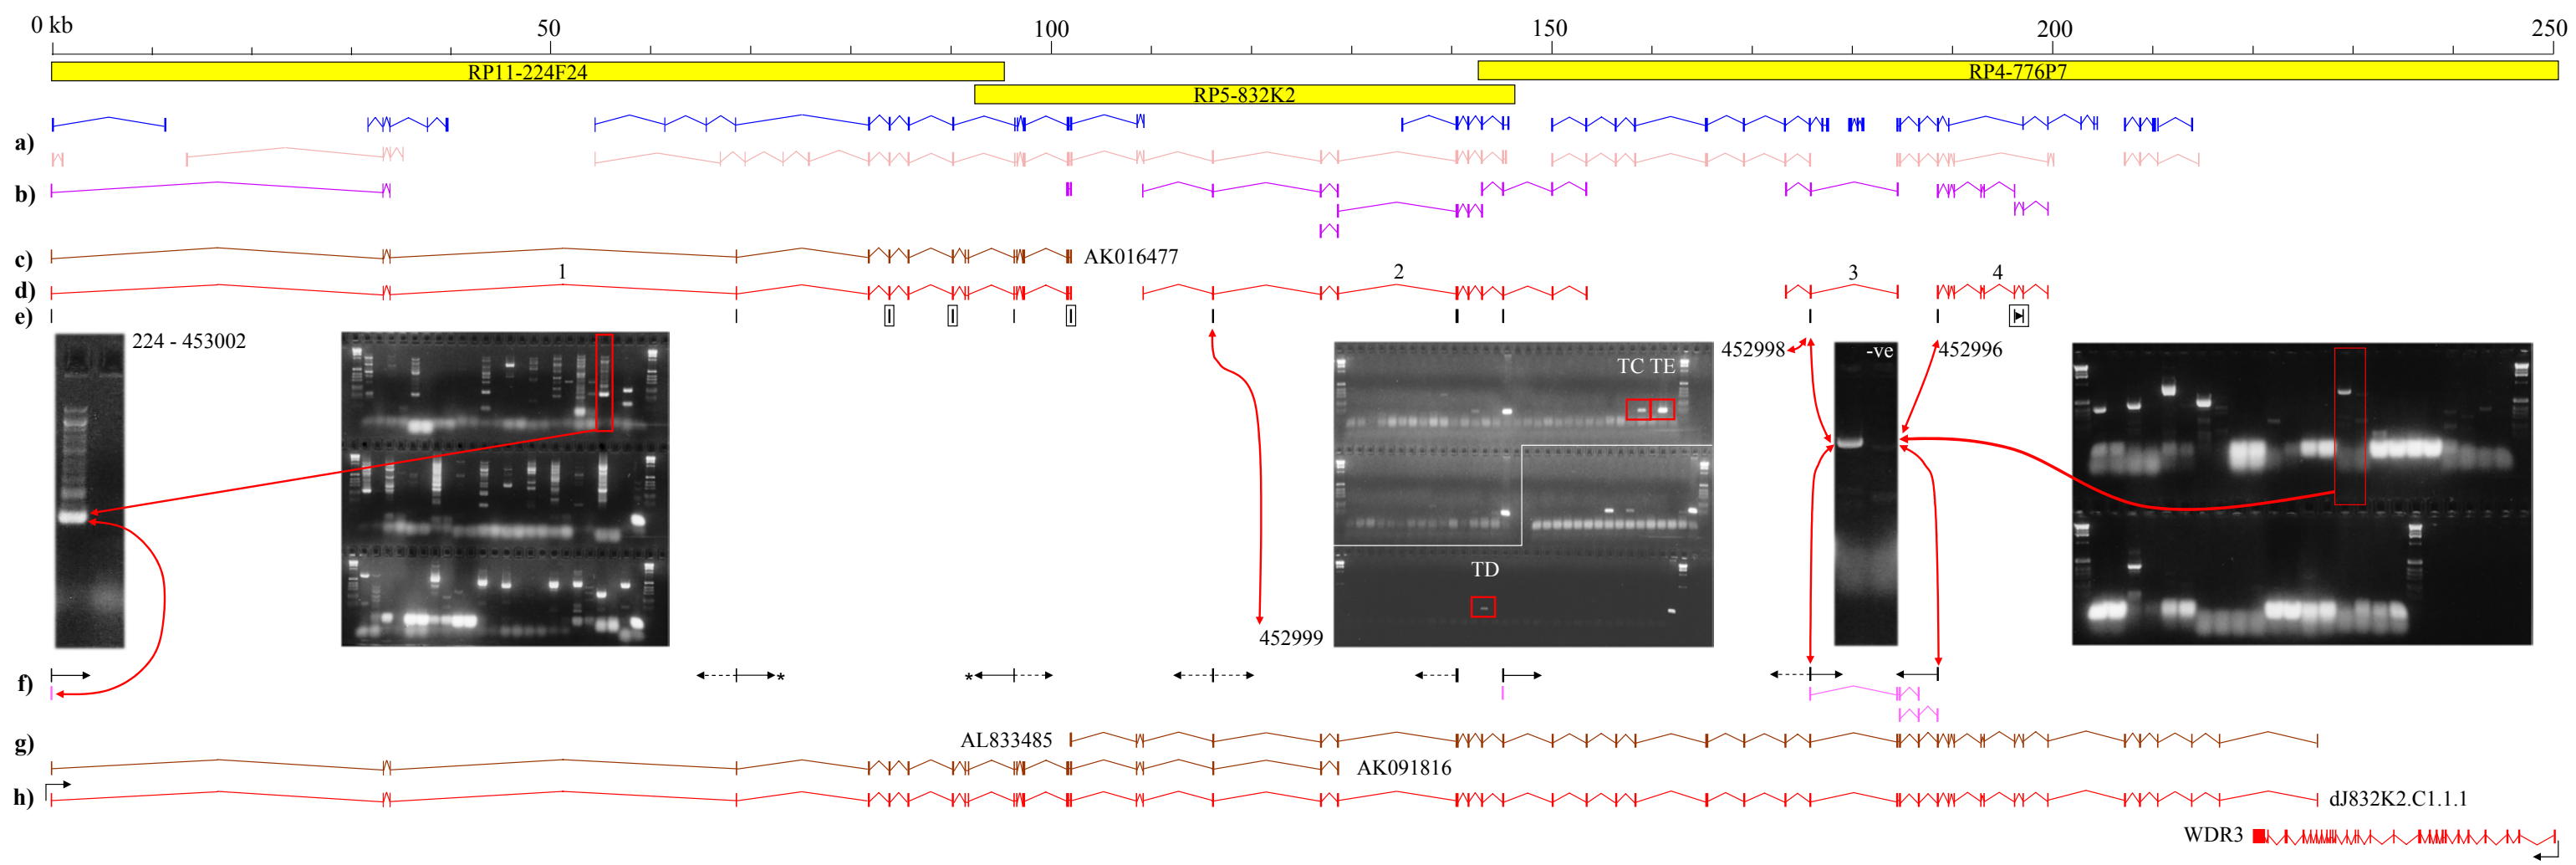 0 kb 50 100 150 200 250
RP11-224F24 RP4-776P7
RP5-832K2
a)
b)
c) AK016477
d) 1 2 3 4
e)
224 - 453002 452998 -ve 452996
TC TE
TD
452999
f) * *
g) AL833485
AK091816
h) dJ832K2.C1.1.1
WDR3